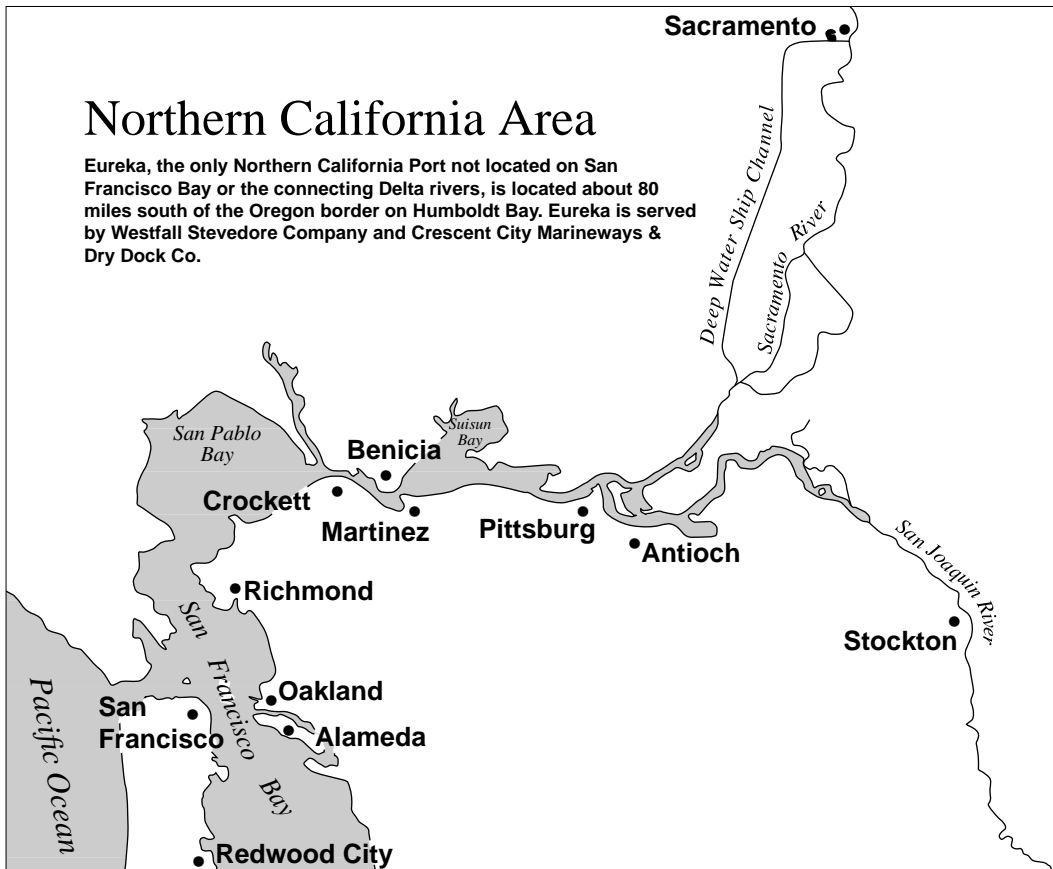 Sacramento
Northern California Area
Eureka, the only Northern California Port not located on San
Francisco Bay or the connecting Delta rivers, is located about 80
miles south of the Oregon border on Humboldt Bay. Eureka is served
by Westfall Stevedore Company and Crescent City Marineways &
Dry Dock Co.
Deep Water Ship Channel
Sacramento River
San Pablo
Bay
Suisun
Bay
Benicia
Crockett
Martinez
Pittsburg
Antioch
San Joaquin River
Richmond
Stockton
San Francisco Bay
Pacific Ocean
Oakland
San
Francisco
Alameda
Redwood City